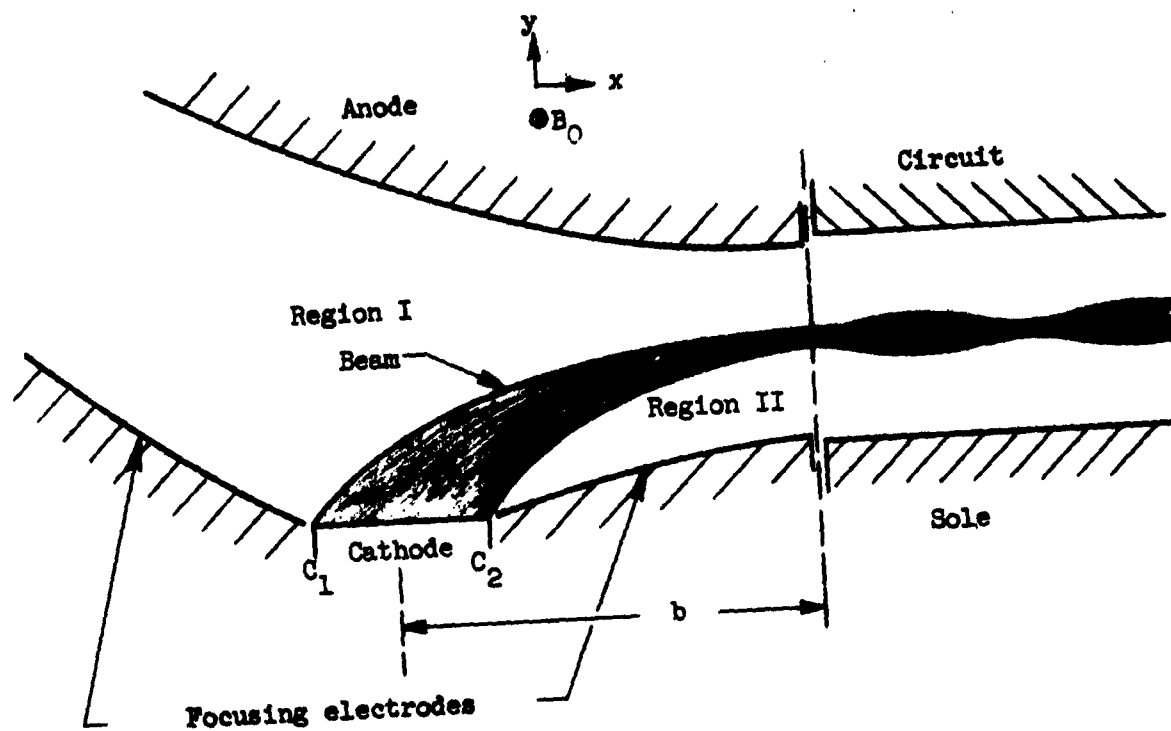 y
x
B0
Anode
Circuit
Region I
Beam
Region II
Cathode
C1
C2
Sole
b
Focusing electrodes